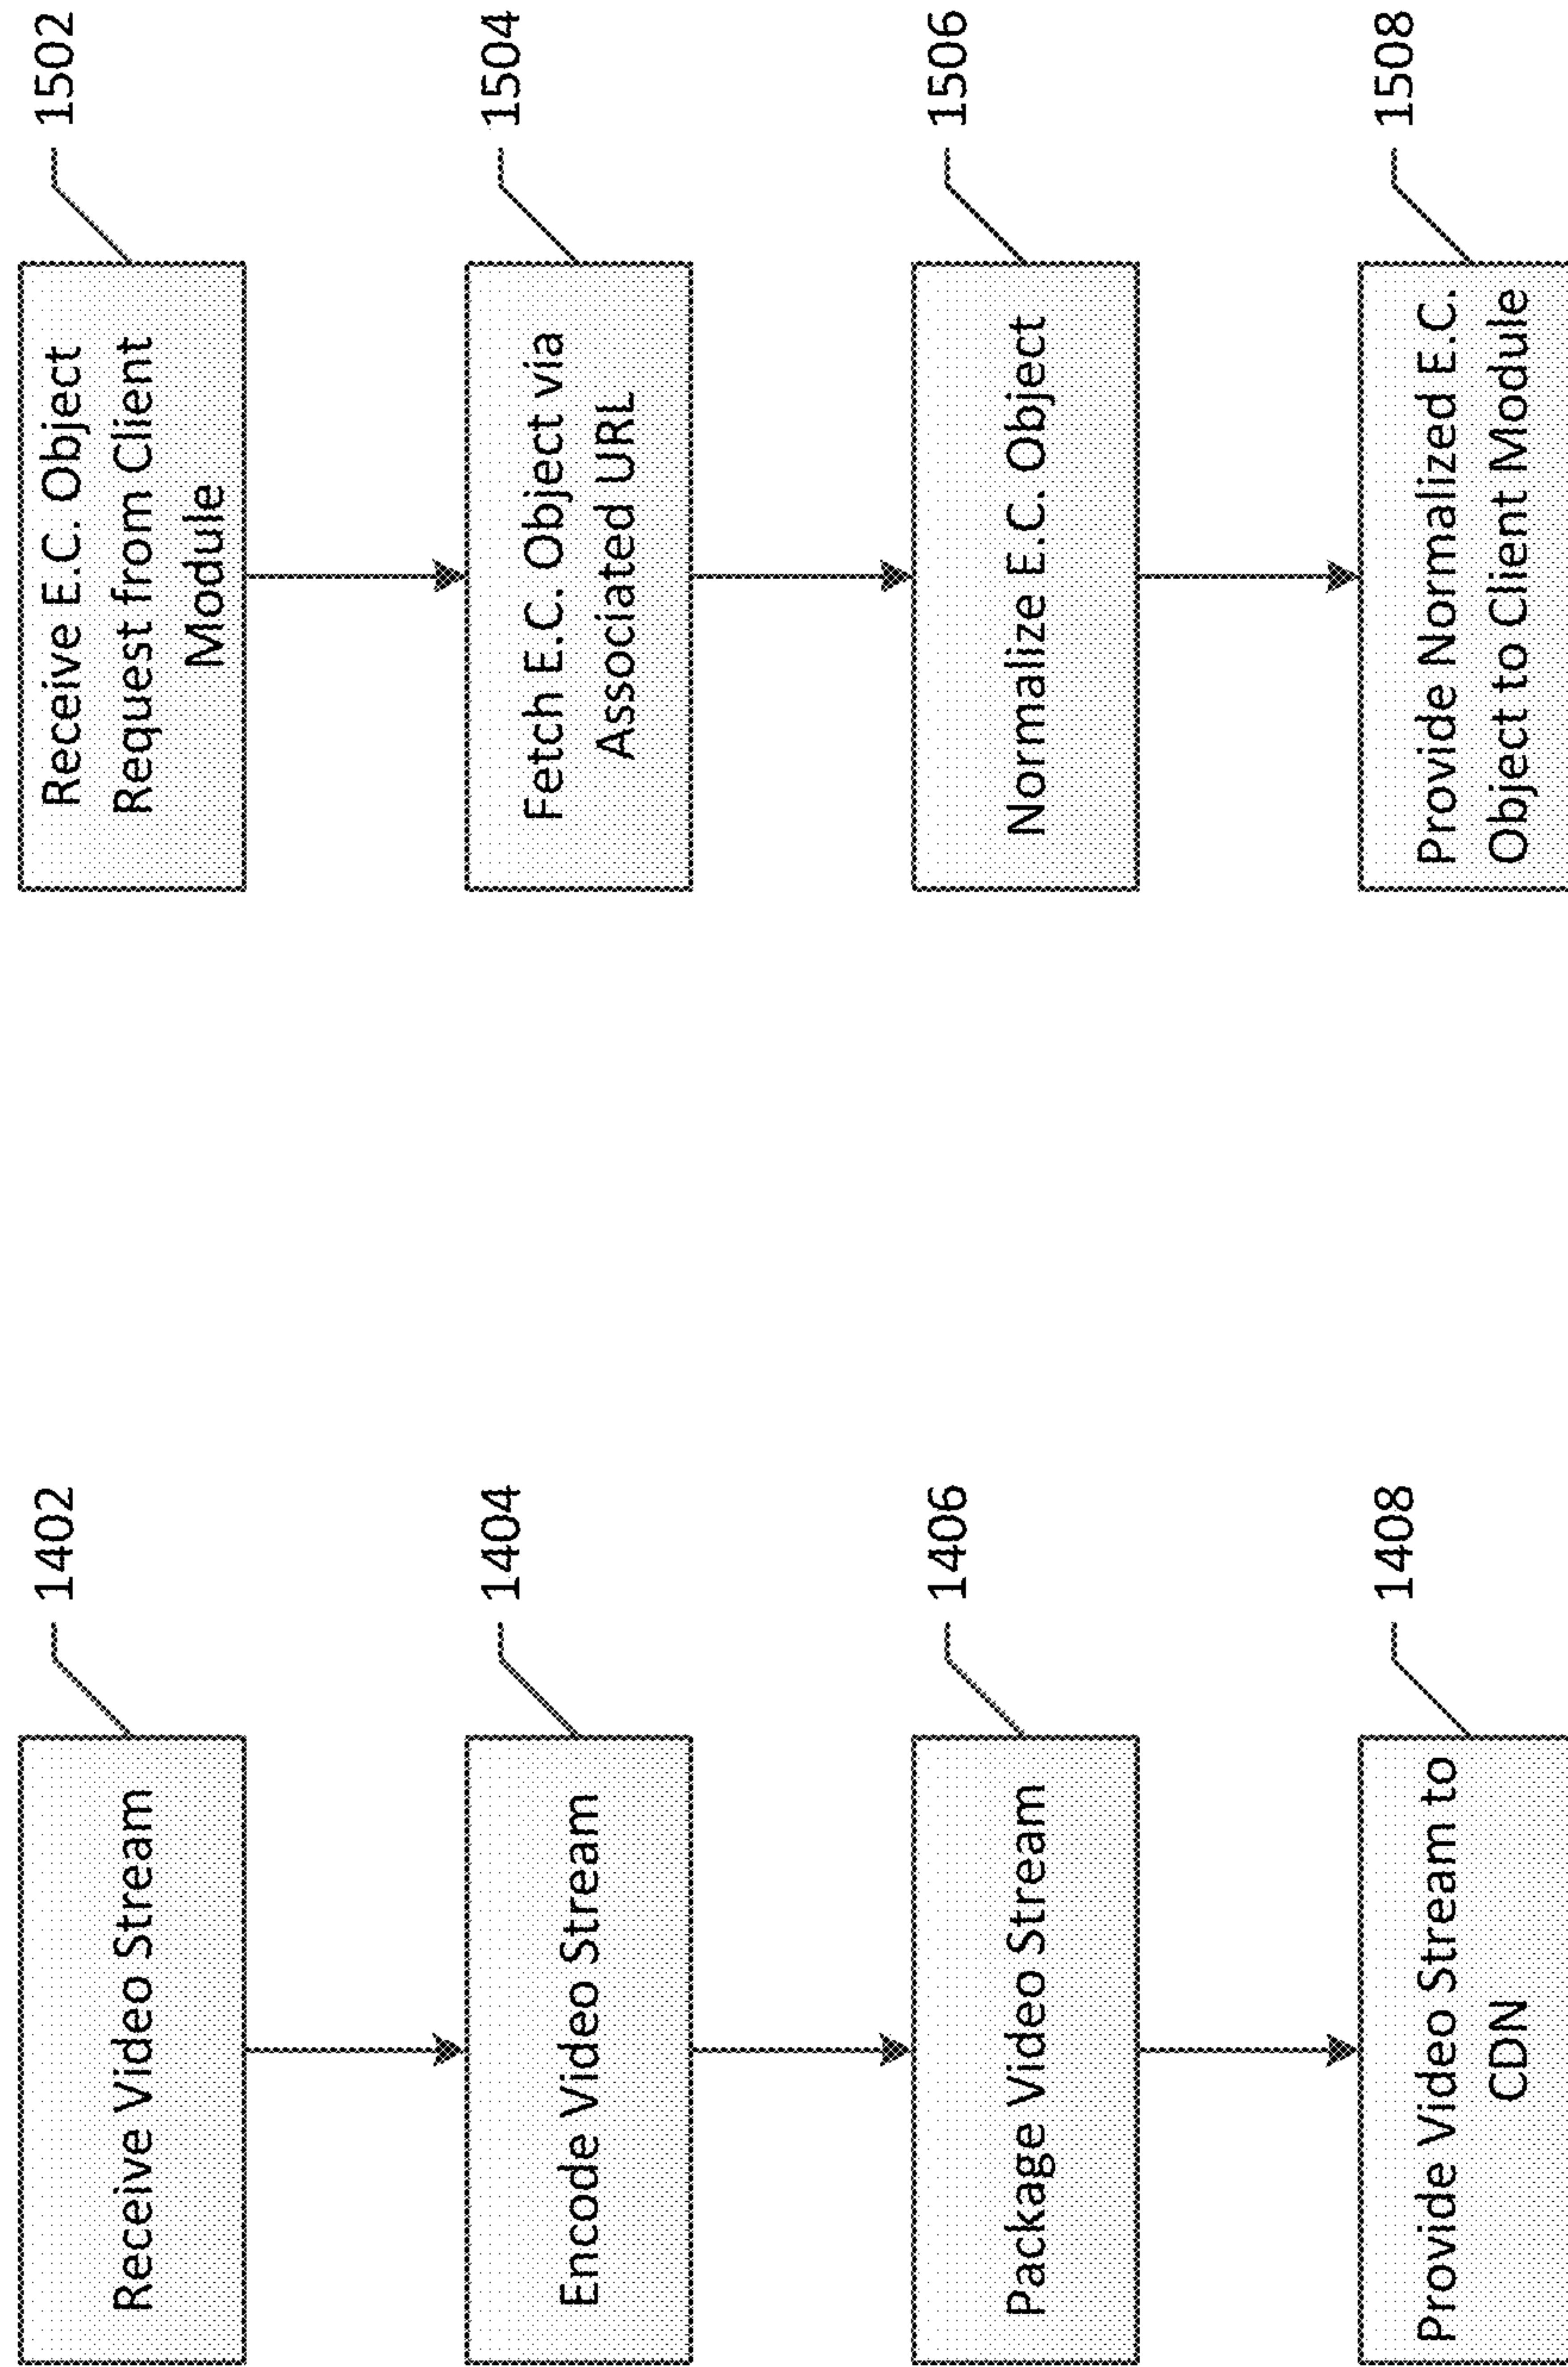 Receive Video Stream
1402
Encode Video Stream
1404
Package Video Stream
1406
Provide Video Stream to
CDN
1408
Receive E.C. Object
Request from Client
Module
1502
Fetch E.C. Object via
Associated URL
1504
Normalize E.C. Object
1506
Provide Normalized E.C.
Object to Client Module
1508